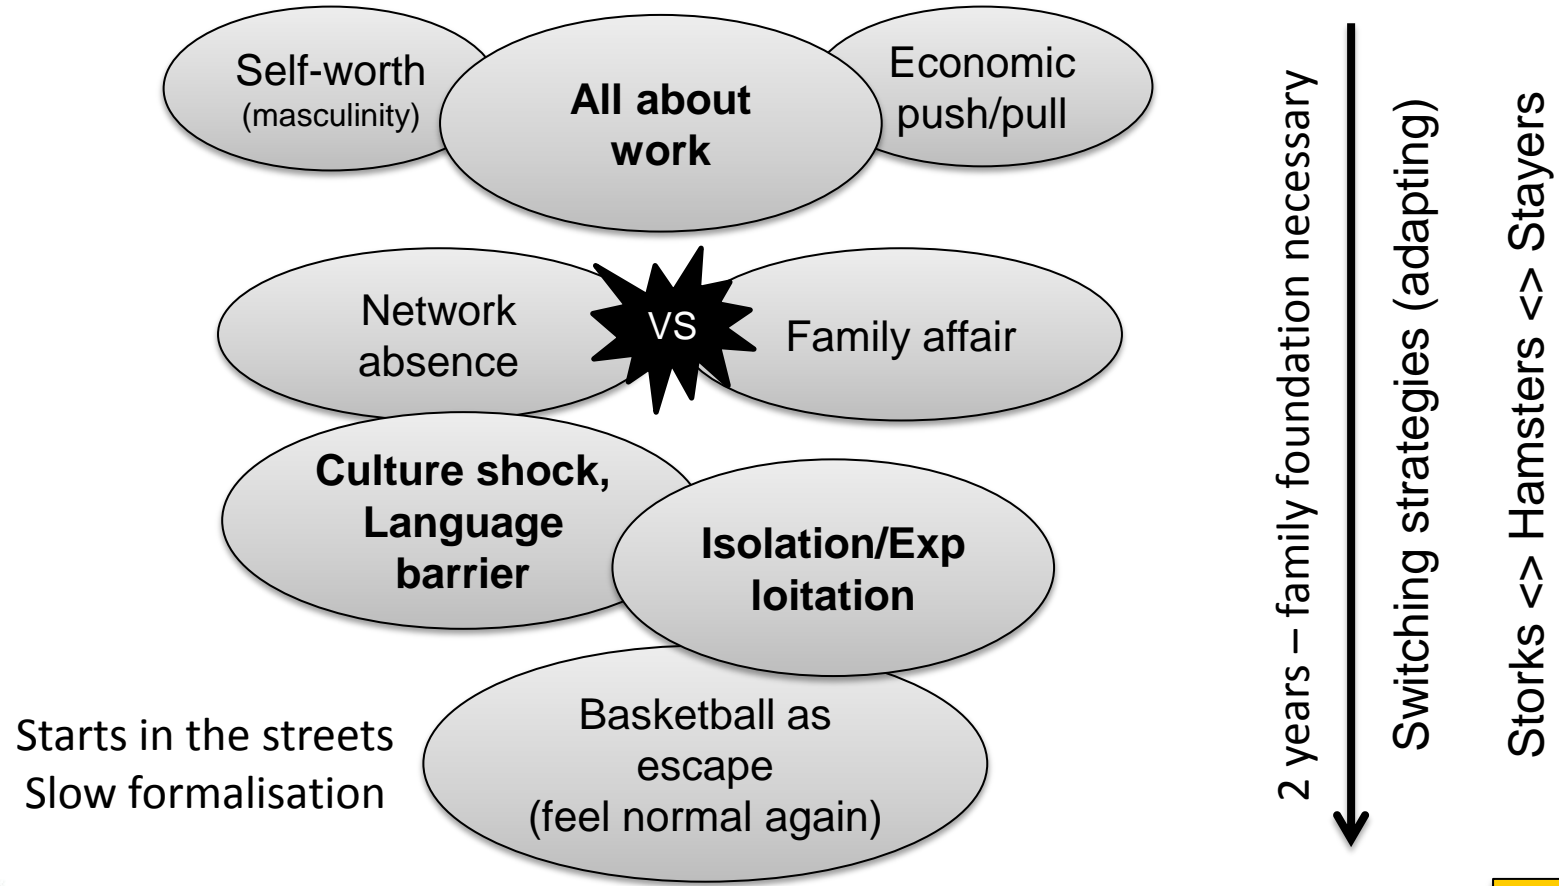 Self-worth
(masculinity)
All about
work
Economic
push/pull
Network
absence
VS
Family affair
Culture shock,
Language
barrier
Isolation/Exp
loitation
Basketball as
escape
(feel normal again)
Starts in the streets
Slow formalisation
2 years – family foundation necessary
Switching strategies (adapting)
Storks <> Hamsters <> Stayers